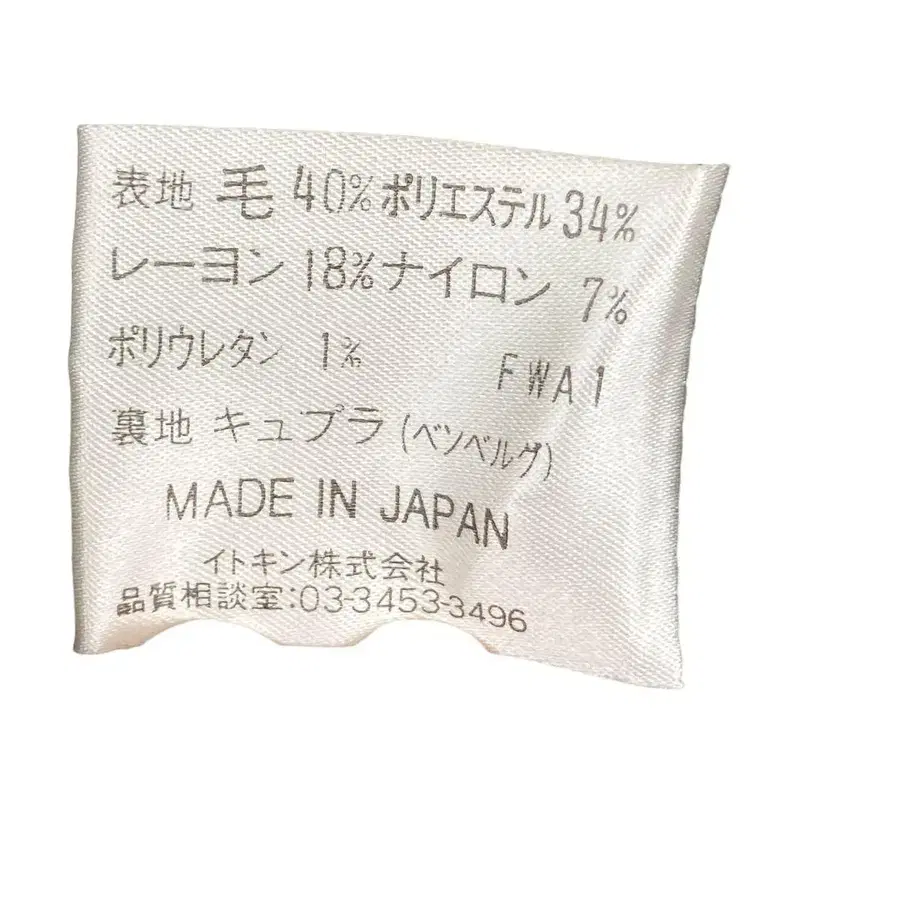 表地 毛 40% ポリエステル 34%
レーヨン 18% ナイロン 7%
ポリウレタン 1%
FWA1
裏地 キュプラ (ベンベルグ)
MADE IN JAPAN
イトキン株式会社
品質相談室:03-3453-3496